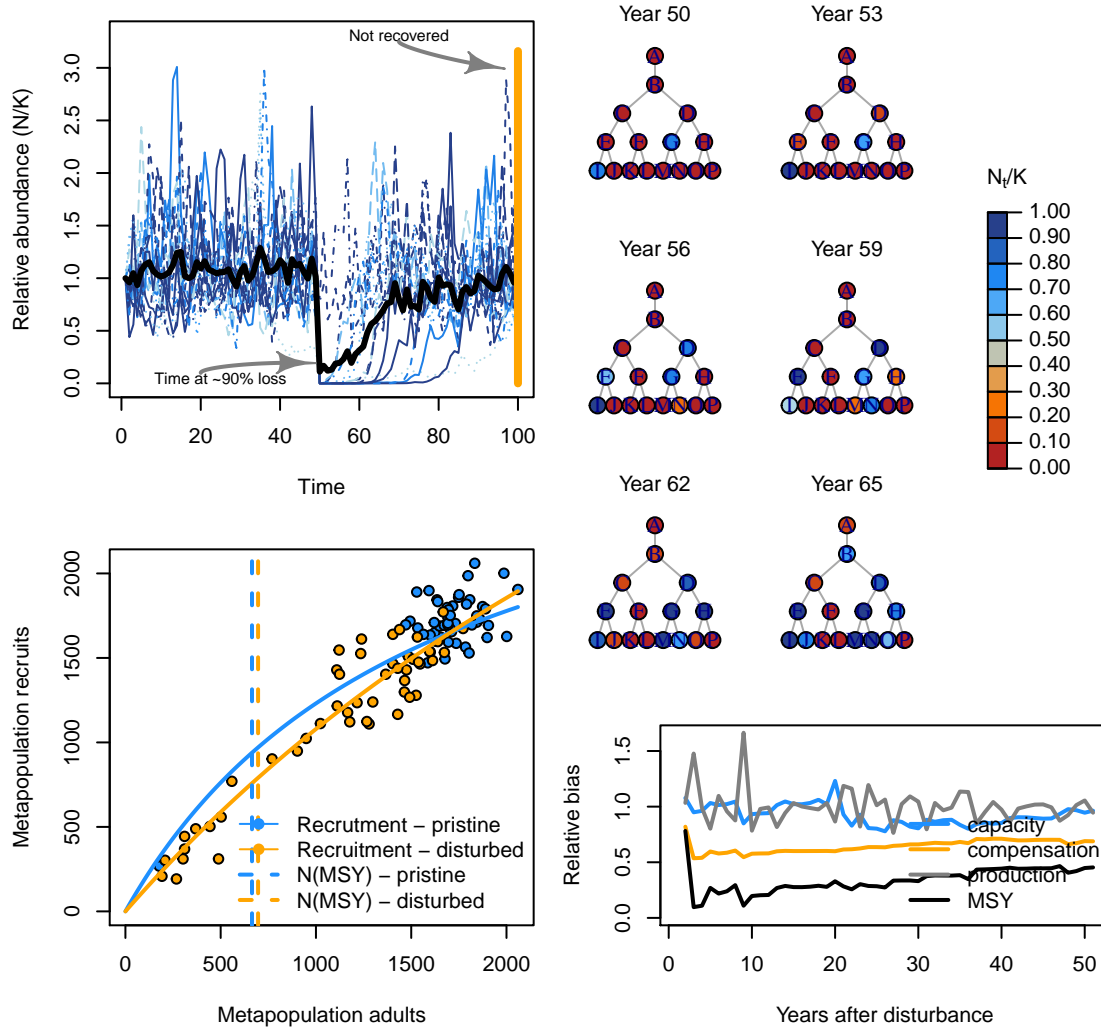 Relative abundance (N/K)
0.0
0.5
1.0
1.5
2.0
2.5
3.0
Not recovered
Time at ~90% loss
0
20
40
60
80
100
Time
Year 50
A
B
E F G H
K M N P
Year 53
A
B
E F G H
K M N P
Year 56
A
B
E F G H
K M N P
Year 59
A
B
E F G H
K M N P
Year 62
A
B
E F G H
K M N P
Year 65
A
B
E F G H
K M N P
Nt/K
1.00
0.90
0.80
0.70
0.60
0.50
0.40
0.30
0.20
0.10
0.00
Metapopulation recruits
0
500
1000
1500
2000
Recrutment − pristine
Recruitment − disturbed
N(MSY) − pristine
N(MSY) − disturbed
0
500
1000
1500
2000
Metapopulation adults
Relative bias
0.0
0.5
1.0
1.5
capacity
compensation
production
MSY
0
10
20
30
40
50
Years after disturbance